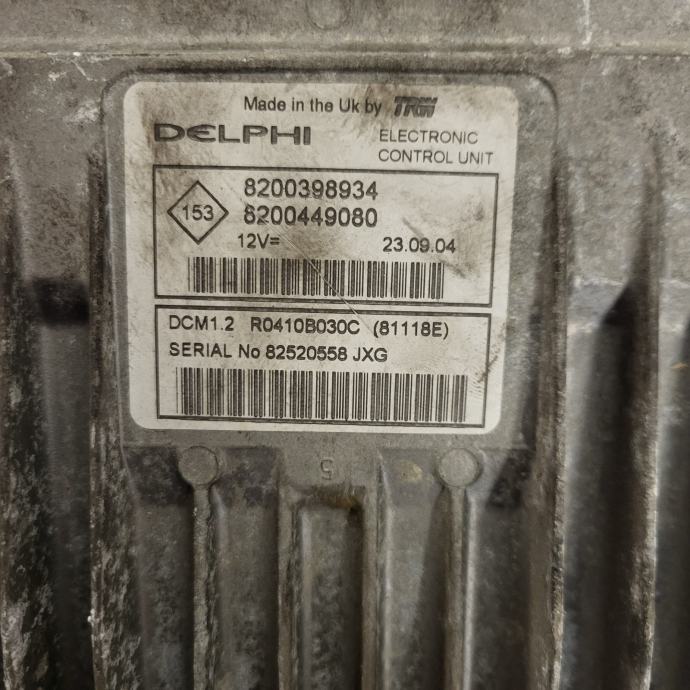 Made in the Uk by TRW
DELPHI
ELECTRONIC
CONTROL UNIT
153
8200398934
8200449080
12V=
23.09.04
DCM1.2 R0410B030C (81118E)
SERIAL No 82520558 JXG
5